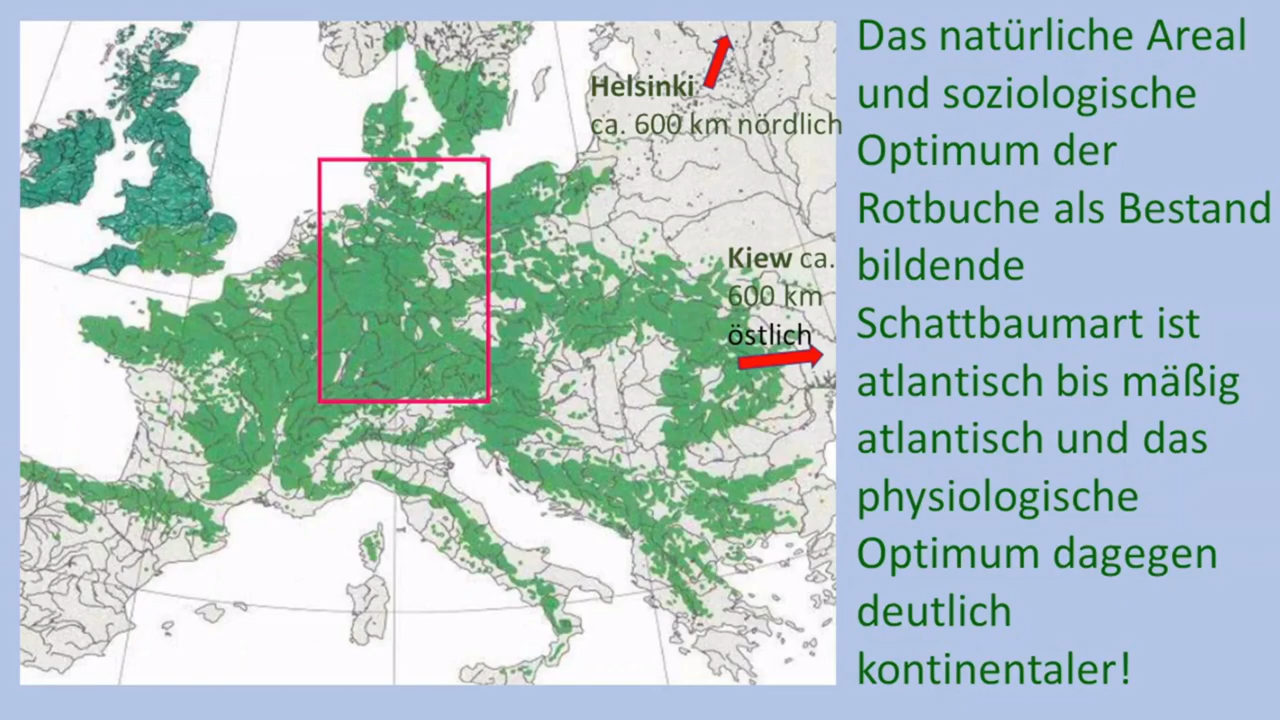 Helsinki
ca. 600 km nördlich
Kiew ca.
600 km
östlich
Das natürliche Areal
und soziologische
Optimum der
Rotbuche als Bestand
bildende
Schattbaumart ist
atlantisch bis mäßig
atlantisch und das
physiologische
Optimum dagegen
deutlich
kontinentaler!